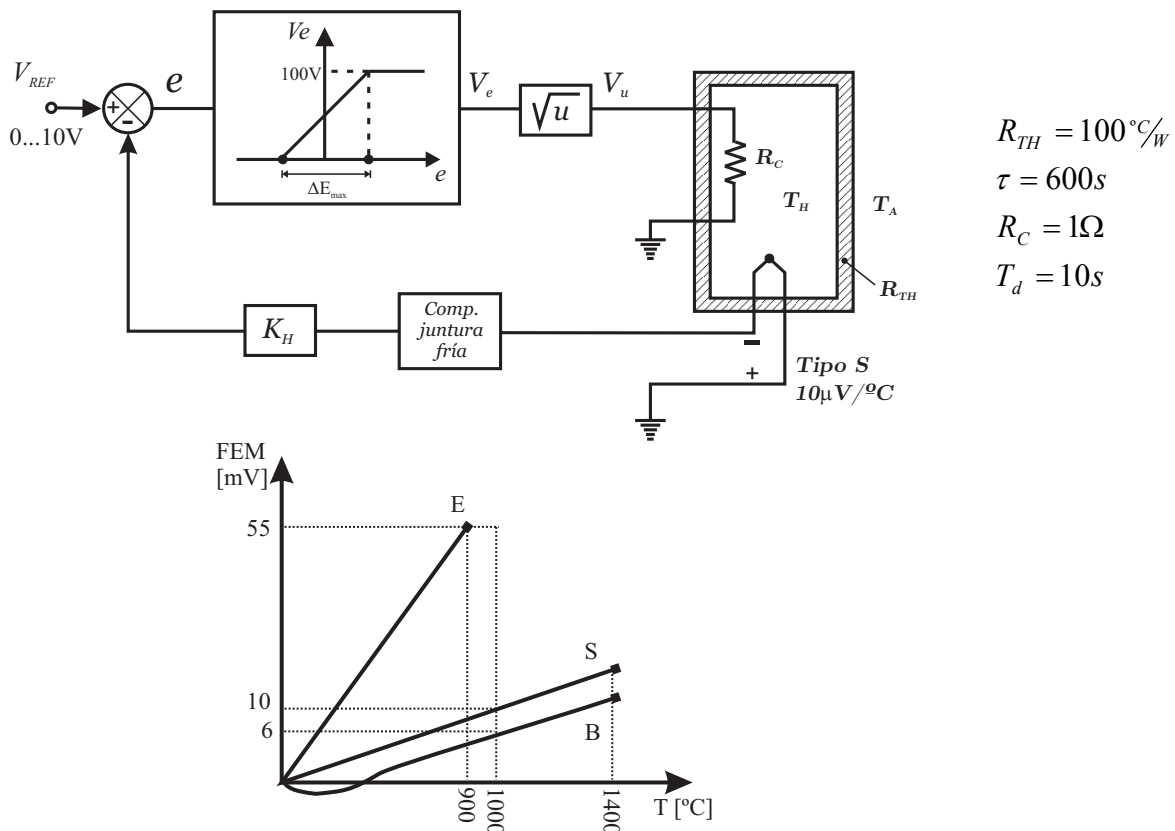 V_REF
0...10V
+
-
e
Ve
100V
e
ΔE_max
V_e
√u
V_u
R_C
T_H
T_A
R_TH
K_H
Comp.
juntura
fría
-
+
Tipo S
10µV/ºC
R_TH = 100 °C/W
τ = 600s
R_C = 1Ω
T_d = 10s
FEM
[mV]
55
10
6
E
S
B
900
1000
1400
T [ºC]